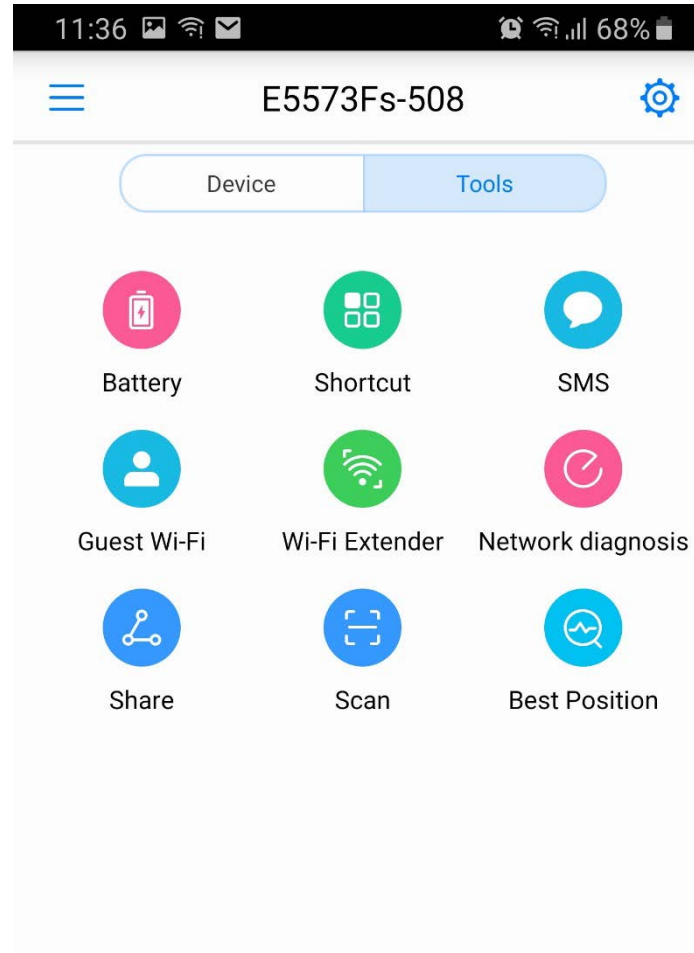 11:36 68%
E5573Fs-508
Device Tools
Battery Shortcut SMS
Guest Wi-Fi Wi-Fi Extender Network diagnosis
Share Scan Best Position